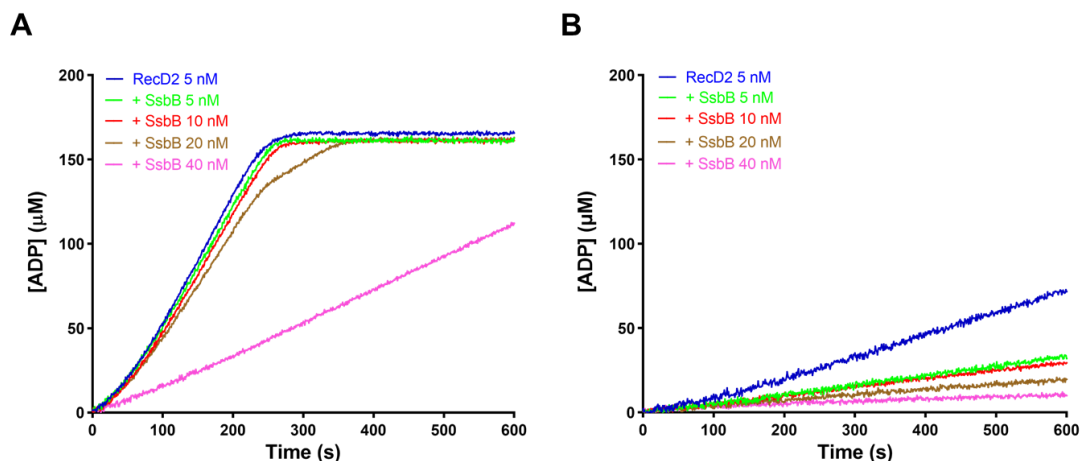 A
RecD2 5 nM
+ SsbB 5 nM
+ SsbB 10 nM
+ SsbB 20 nM
+ SsbB 40 nM
200
150
100
50
0
[ADP] (μM)
0 100 200 300 400 500 600
Time (s)
B
RecD2 5 nM
+ SsbB 5 nM
+ SsbB 10 nM
+ SsbB 20 nM
+ SsbB 40 nM
200
150
100
50
0
[ADP] (μM)
0 100 200 300 400 500 600
Time (s)